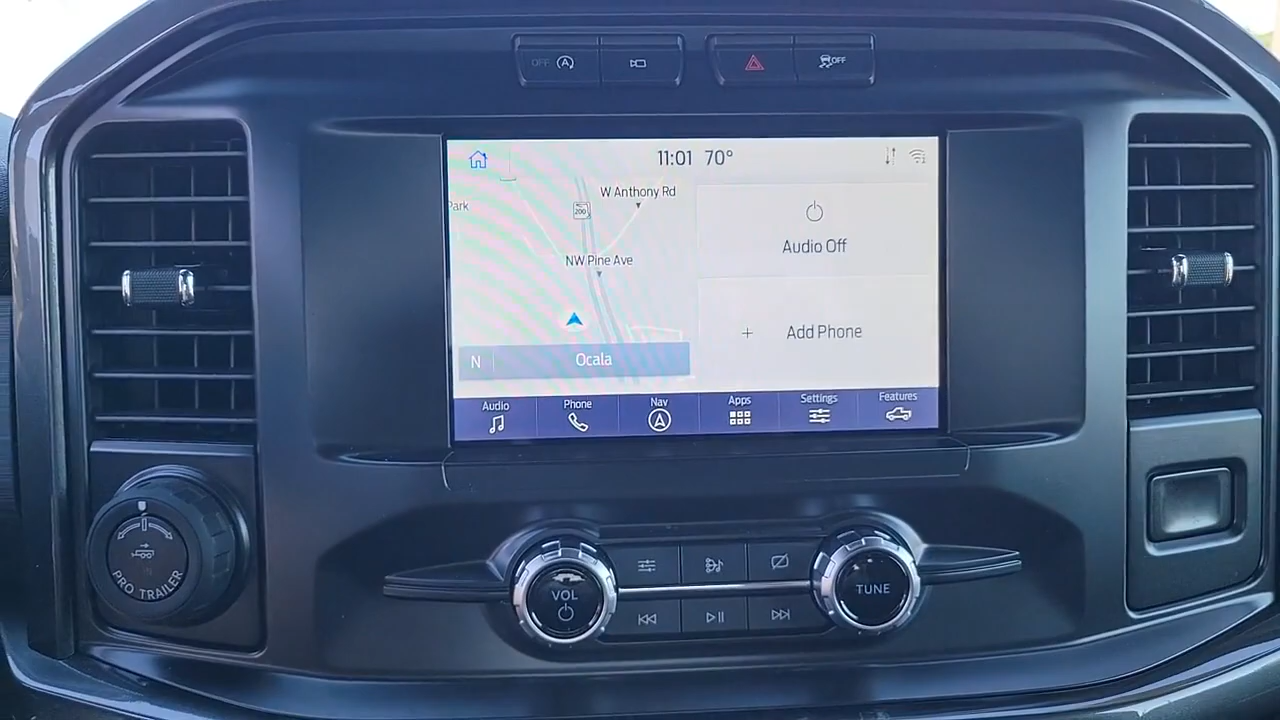 OFF A
OFF
11:01 70°
W Anthony Rd
Park
200
NW Pine Ave
Audio Off
Add Phone
N Ocala
Audio Phone Nav Apps Settings Features
PRO TRAILER
VOL
TUNE